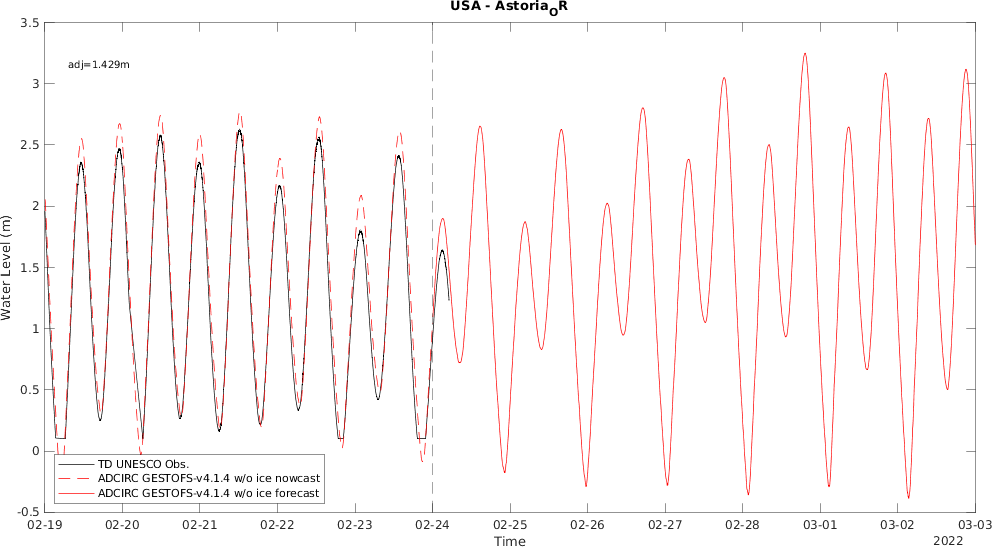 USA - AstoriaOR
3.5
adj=1.429m
3
2.5
2
1.5
1
0.5
0
-0.5
Water Level (m)
TD UNESCO Obs.
ADCIRC GESTOFS-v4.1.4 w/o ice nowcast
ADCIRC GESTOFS-v4.1.4 w/o ice forecast
02-19 02-20 02-21 02-22 02-23 02-24 02-25 02-26 02-27 02-28 03-01 03-02 03-03
Time
2022